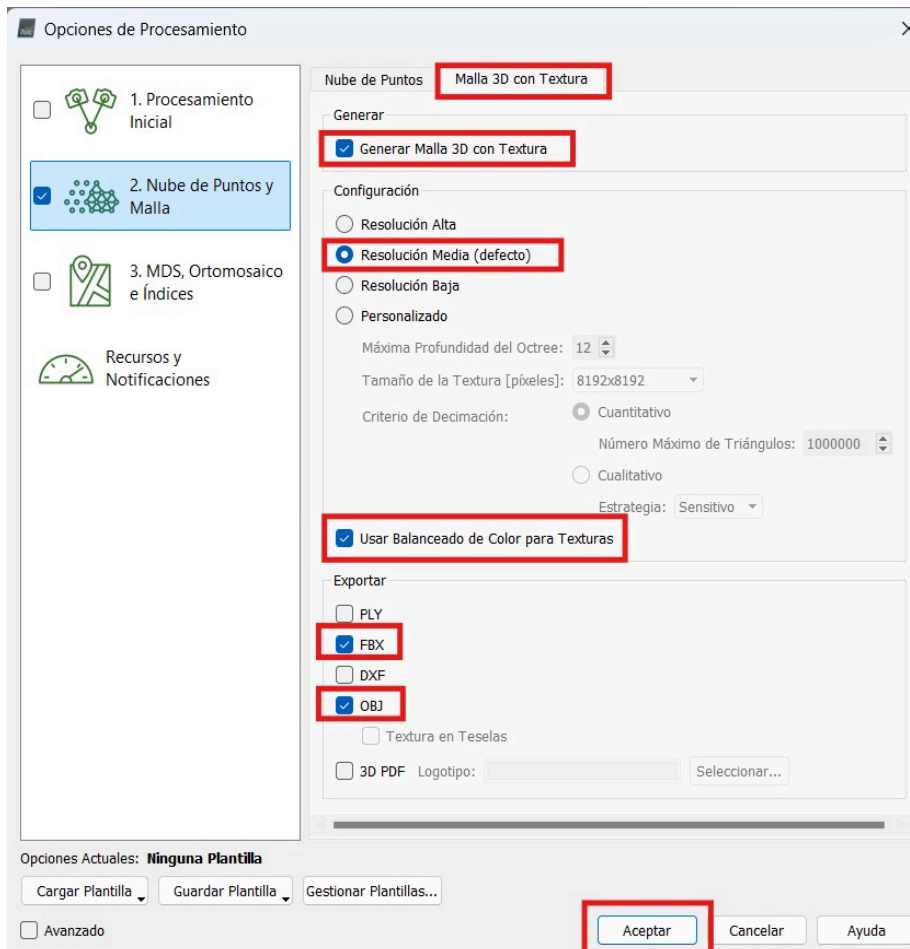 Opciones de Procesamiento
1. Procesamiento
Inicial
2. Nube de Puntos y
Malla
3. MDS, Ortomosaico
e Índices
Recursos y
Notificaciones
Nube de Puntos
Malla 3D con Textura
Generar
Generar Malla 3D con Textura
Configuración
Resolución Alta
Resolución Media (defecto)
Resolución Baja
Personalizado
Máxima Profundidad del Octree: 12
Tamaño de la Textura [píxeles]: 8192x8192
Criterio de Decimación: Cuantitativo
Número Máximo de Triángulos: 1000000
Cualitativo
Estrategia: Sensitivo
Usar Balanceado de Color para Texturas
Exportar
PLY
FBX
DXF
OBJ
Textura en Teselas
3D PDF Logotipo: Seleccionar...
Opciones Actuales: Ninguna Plantilla
Cargar Plantilla Guardar Plantilla Gestionar Plantillas...
Avanzado Aceptar Cancelar Ayuda